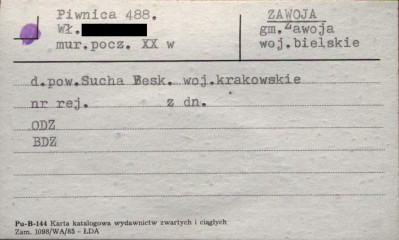 Piwnica 488.
Wł.
mur.pocz. XX w
ZAWOJA
gm.Zawoja
woj.bielskie
d.pow.Sucha Besk. woj.krakowskie
nr rej. z dn.
ODZ
BDZ
Pu-B-144 Karta katalogowa wydawnictw zwartych i ciągłych
Zam. 1098/WA/85 - ŁDA